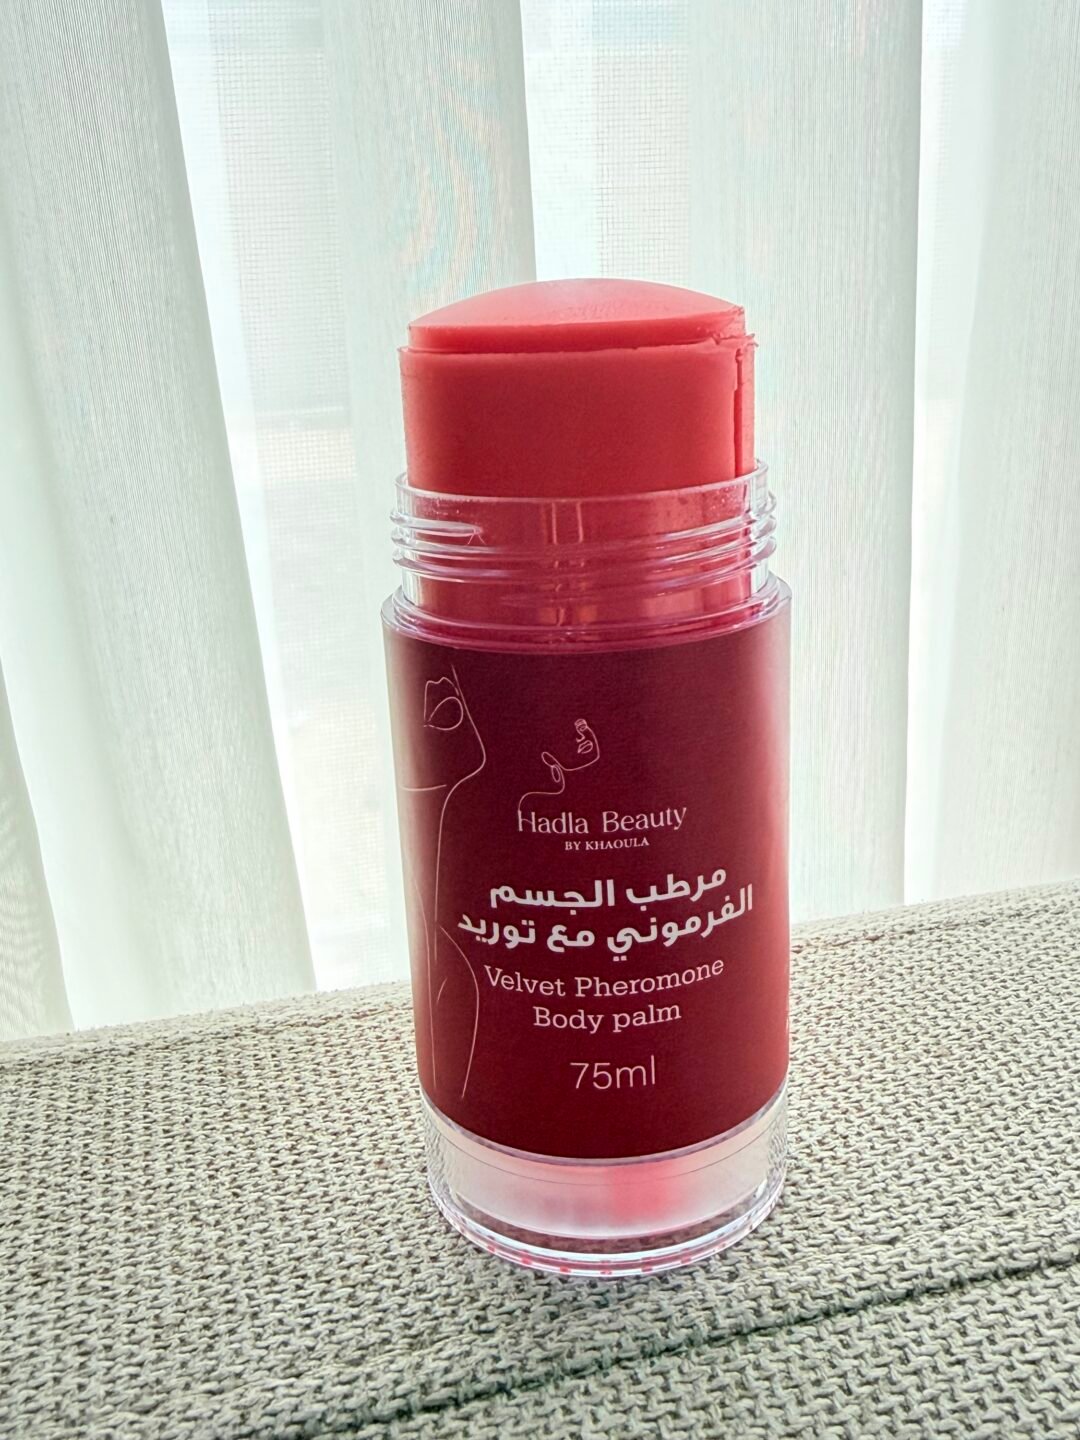 Hadla Beauty
BY KHAOULA
مرطب الجسم
الفرموني مع توريد
Velvet Pheromone
Body palm
75ml